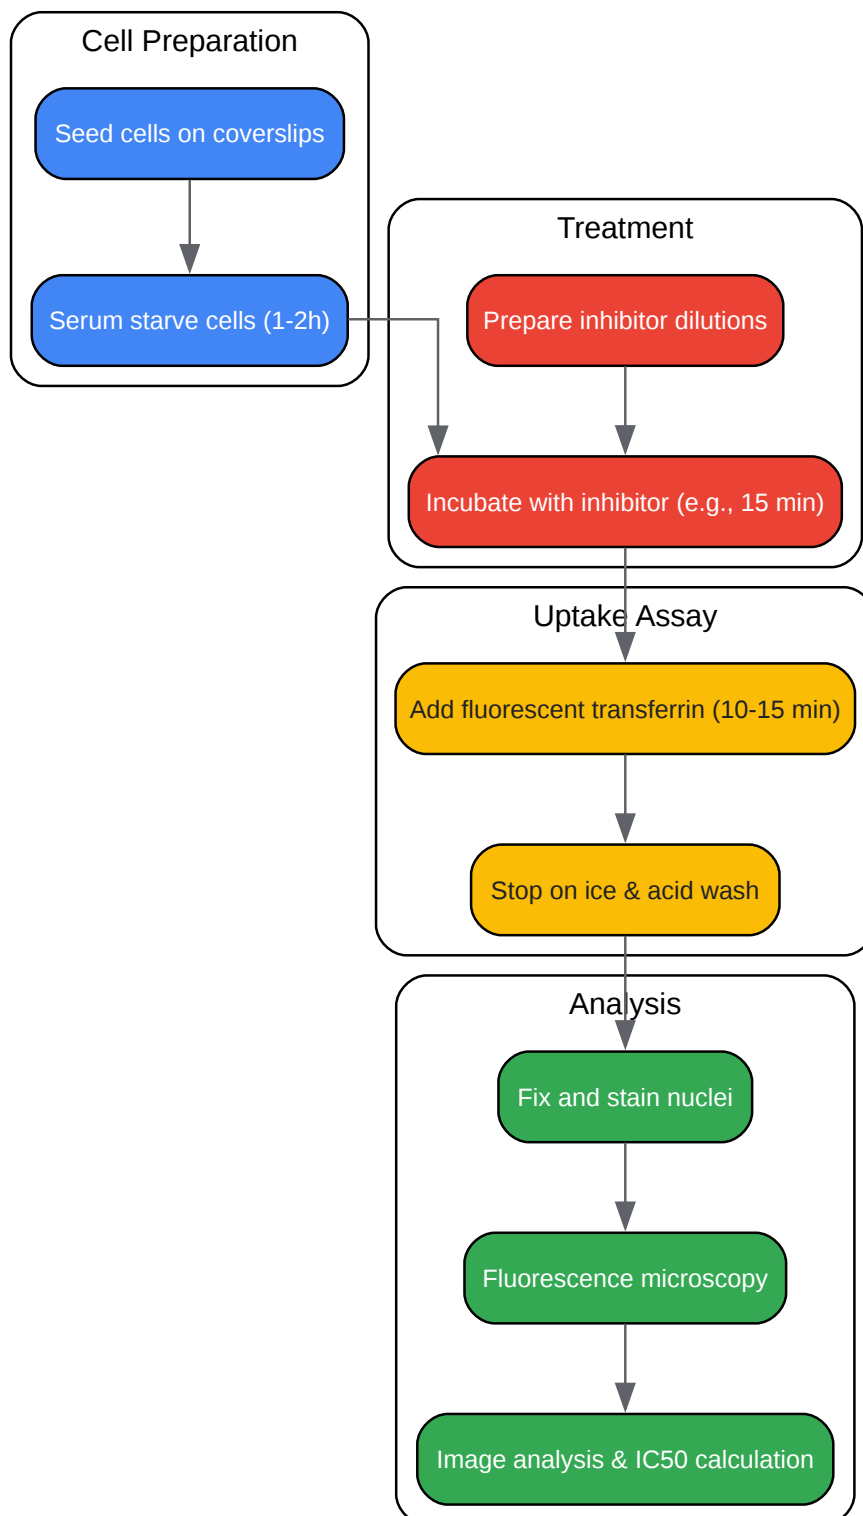 Cell Preparation
Seed cells on coverslips
Serum starve cells (1-2h)
Treatment
Prepare inhibitor dilutions
Incubate with inhibitor (e.g., 15 min)
Uptake Assay
Add fluorescent transferrin (10-15 min)
Stop on ice & acid wash
Analysis
Fix and stain nuclei
Fluorescence microscopy
Image analysis & IC50 calculation